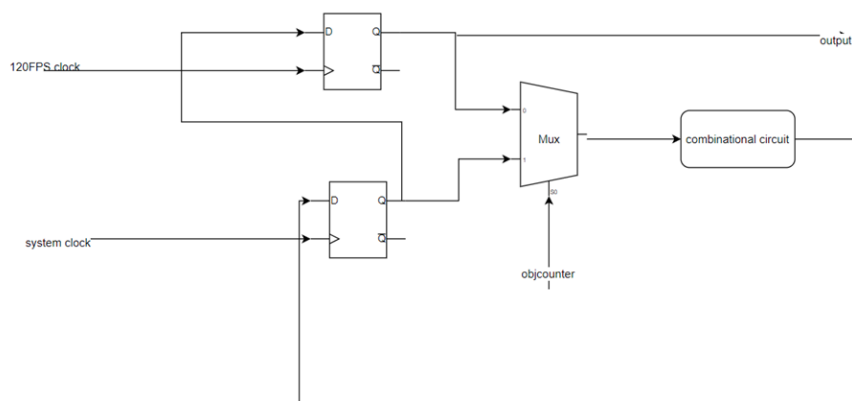 D
Q
output
120FPS clock
Q
0
Mux
combinational circuit
1
S0
D
Q
system clock
Q
objcounter